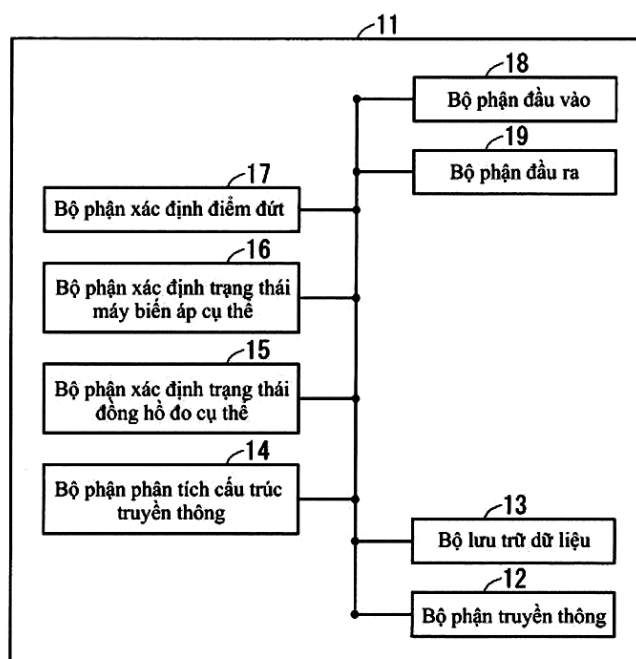 11
18
Bộ phận đầu vào
19
Bộ phận đầu ra
17
Bộ phận xác định điểm đứt
16
Bộ phận xác định trạng thái
máy biến áp cụ thể
15
Bộ phận xác định trạng thái
đồng hồ đo cụ thể
14
Bộ phận phân tích cấu trúc
truyền thông
13
Bộ lưu trữ dữ liệu
12
Bộ phận truyền thông